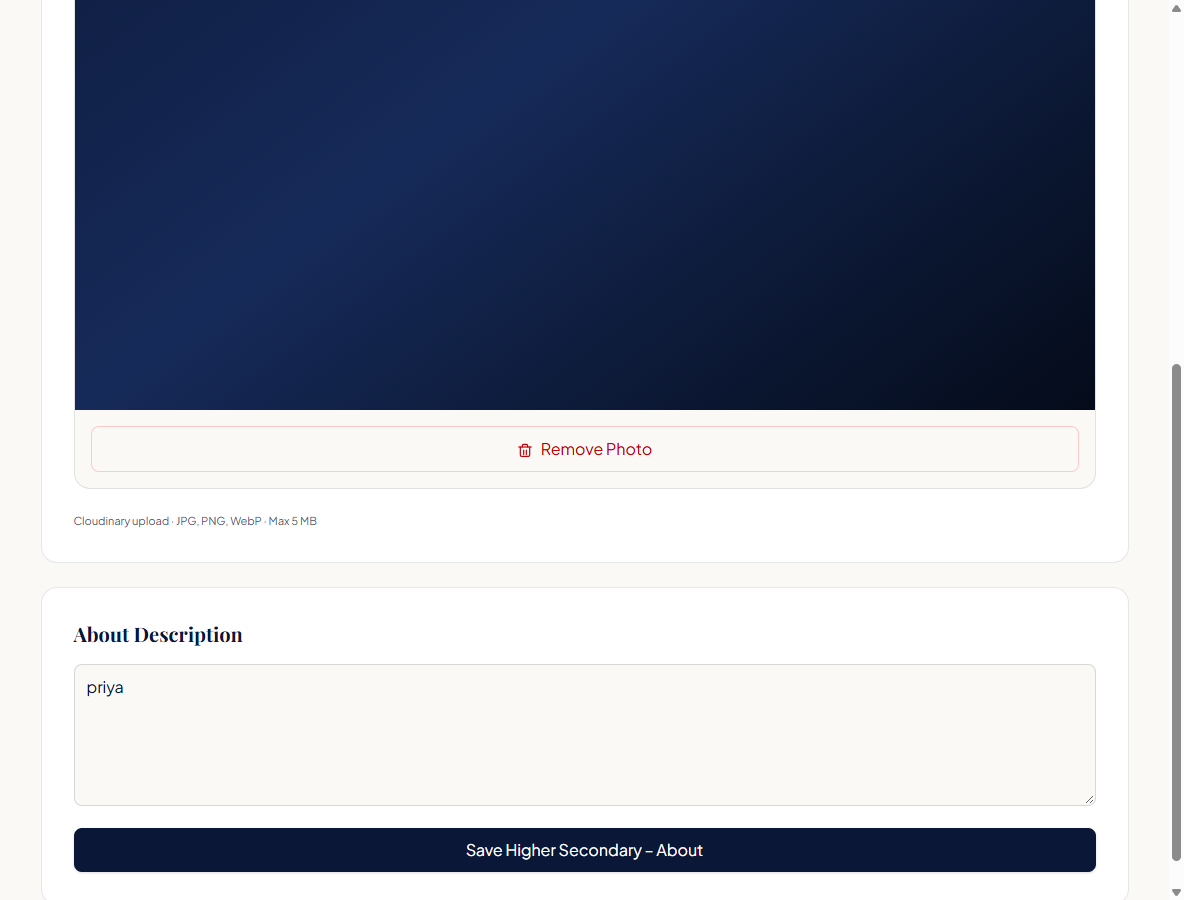 Remove Photo
Cloudinary upload · JPG, PNG, WebP · Max 5 MB
About Description
priya
Save Higher Secondary – About